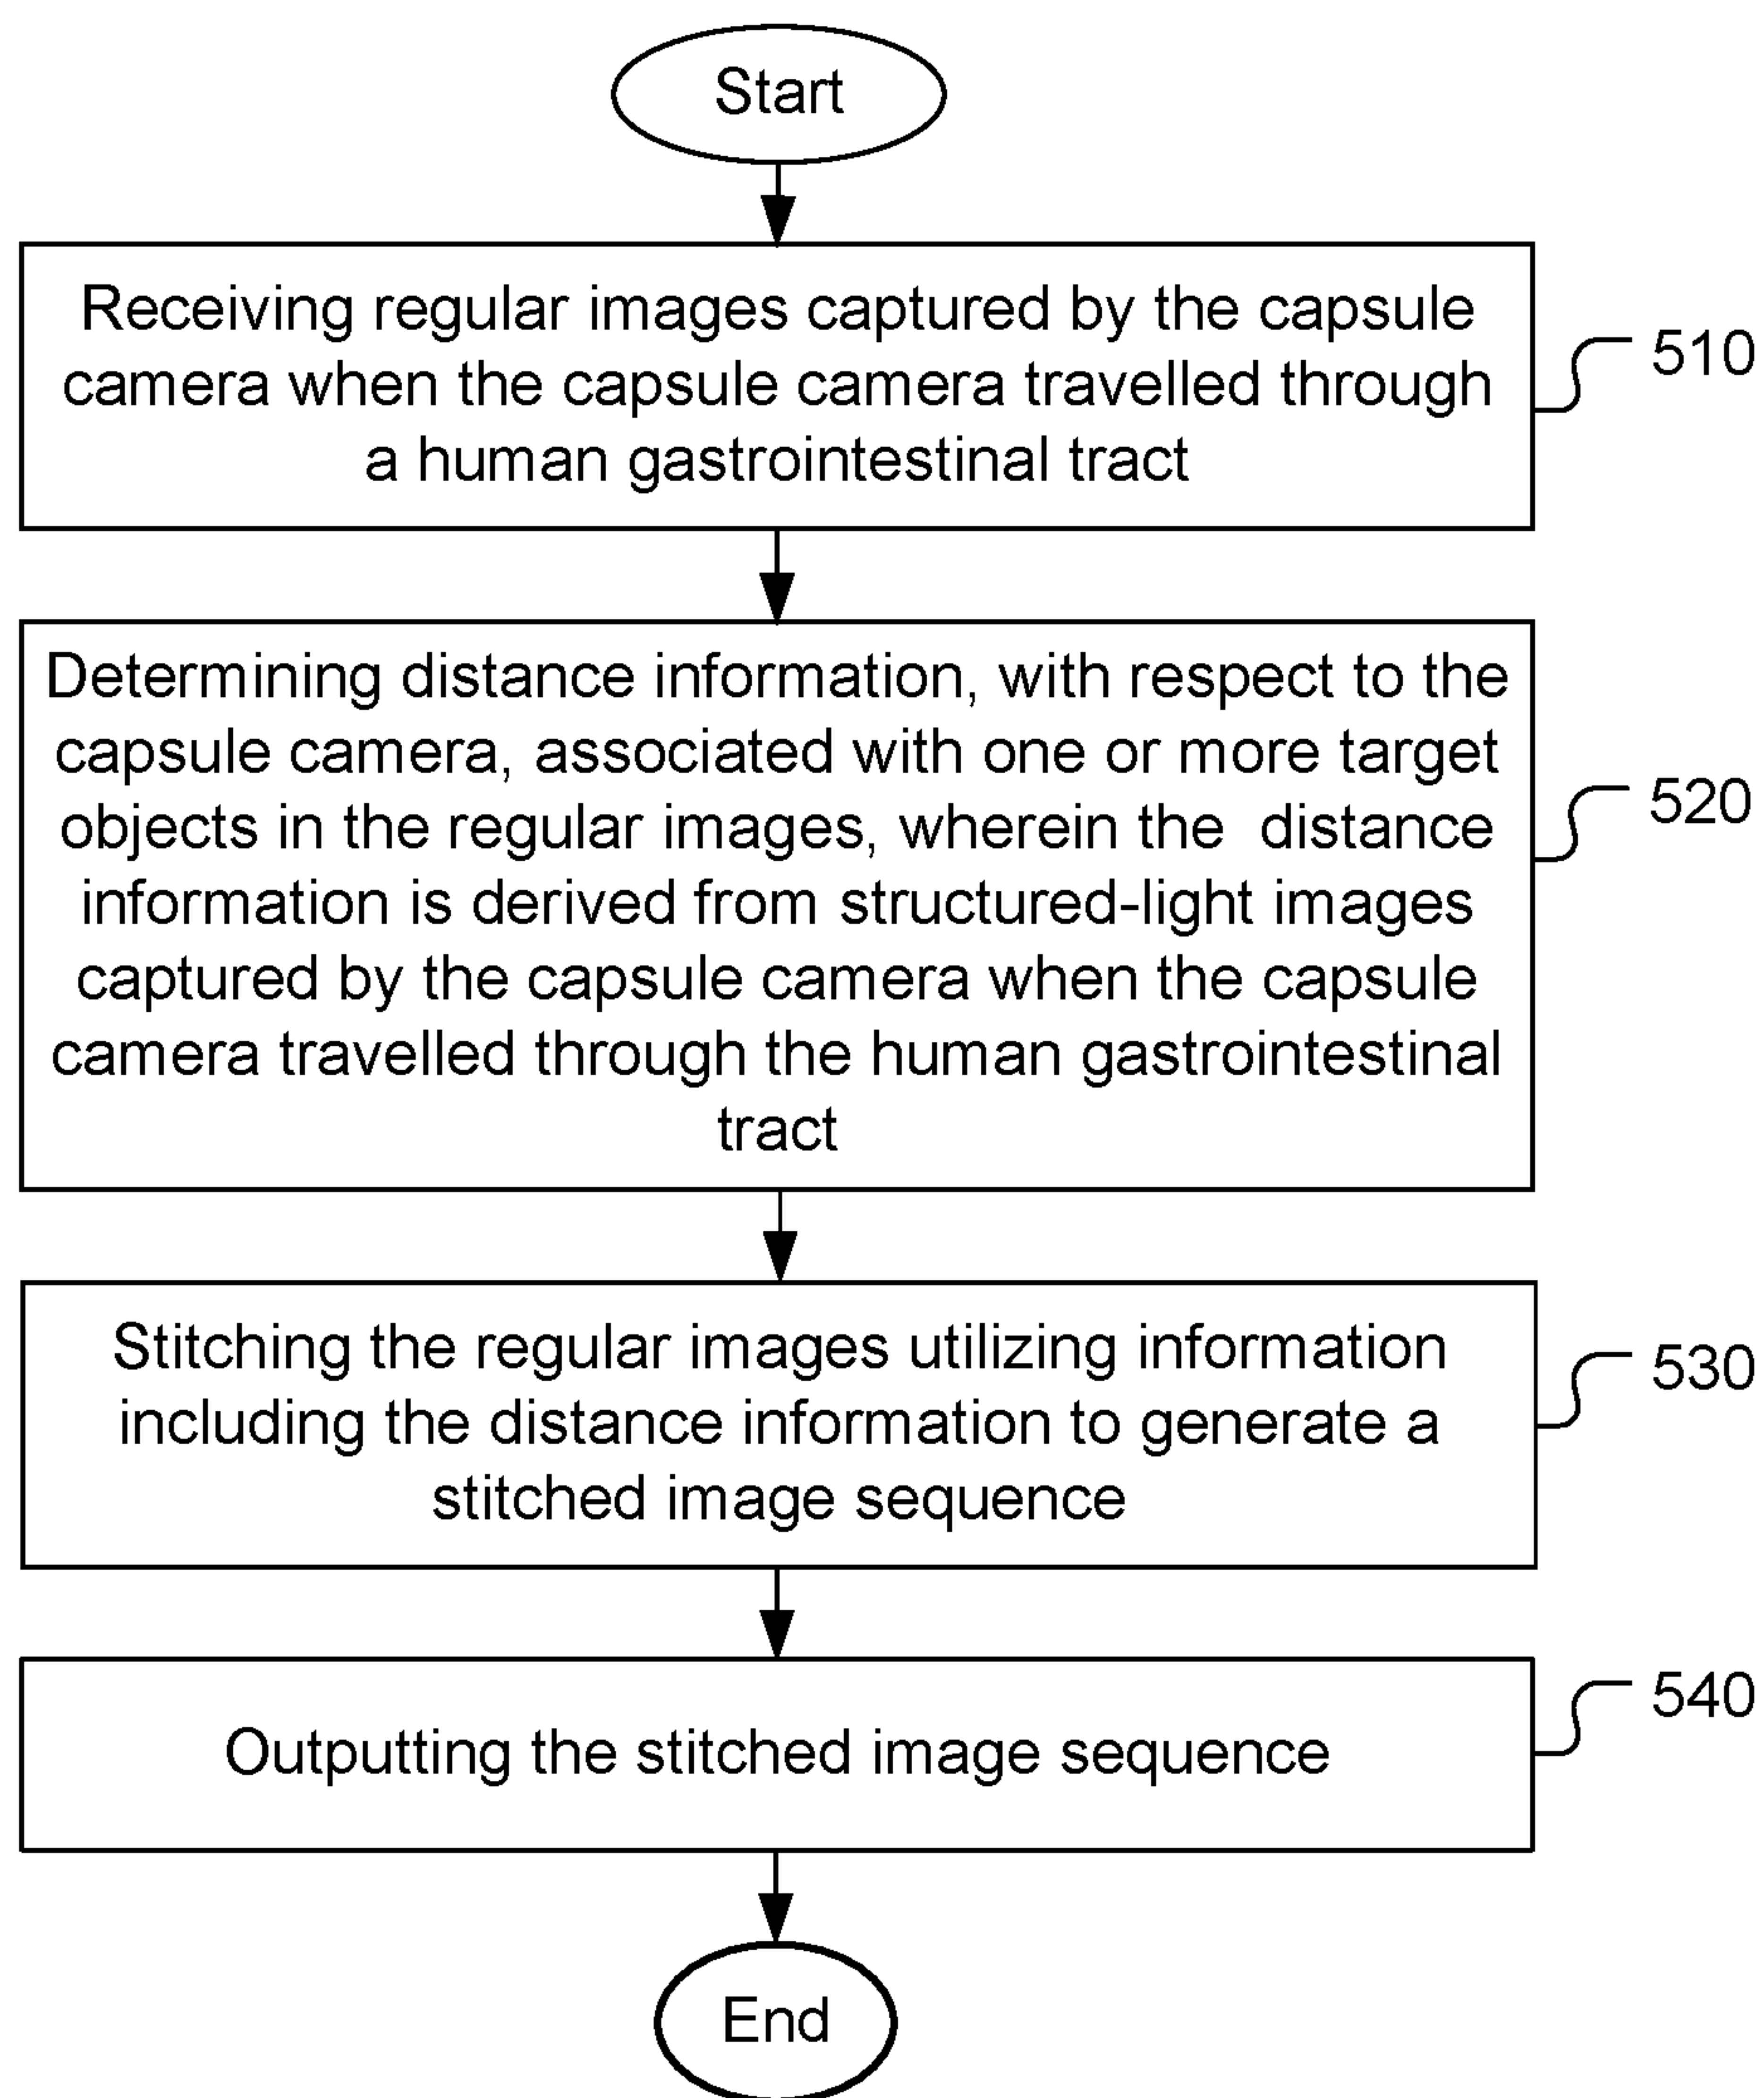 Start
Receiving regular images captured by the capsule
camera when the capsule camera travelled through
a human gastrointestinal tract
510
Determining distance information, with respect to the
capsule camera, associated with one or more target
objects in the regular images, wherein the  distance
information is derived from structured-light images
captured by the capsule camera when the capsule
camera travelled through the human gastrointestinal
tract
520
Stitching the regular images utilizing information
including the distance information to generate a
stitched image sequence
530
Outputting the stitched image sequence
540
End